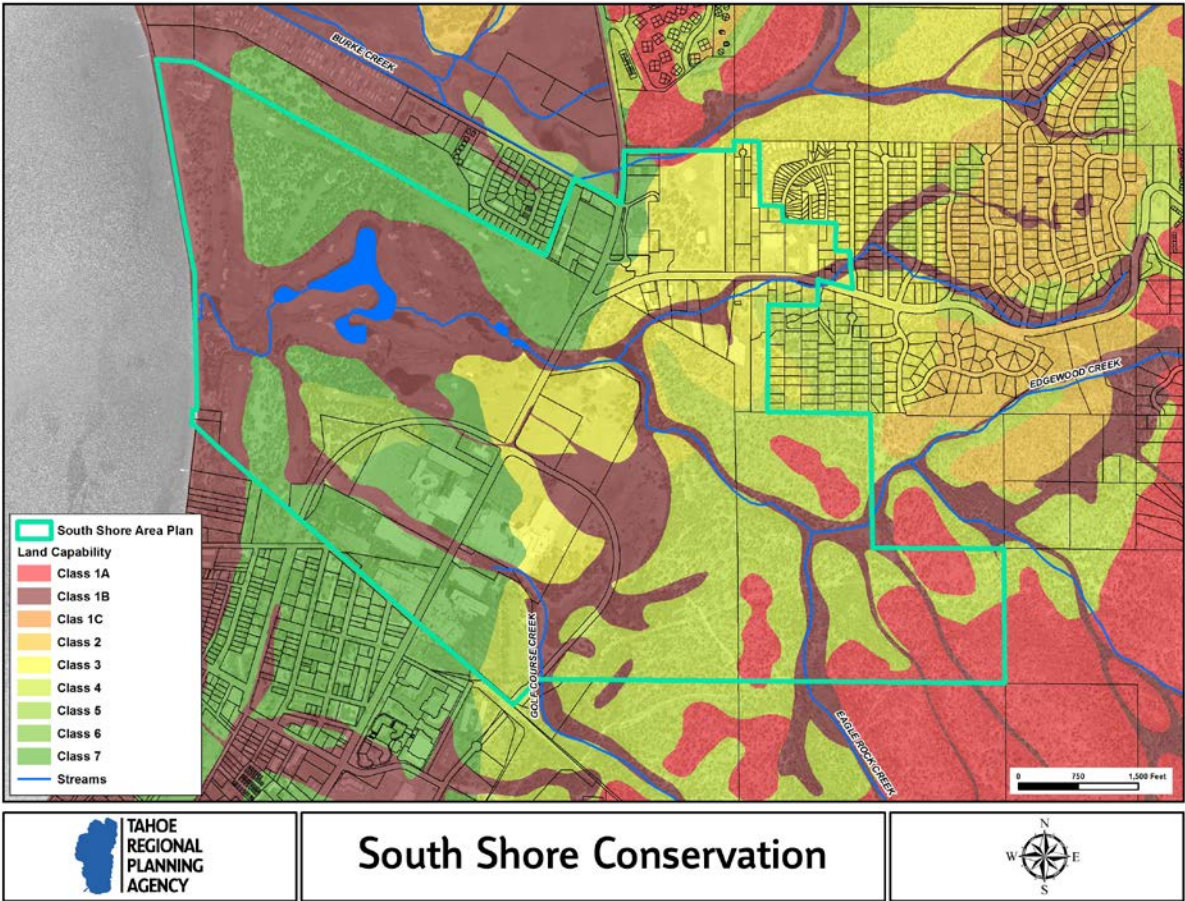 BURKE CREEK
EDGEWOOD CREEK
GOLF COURSE CREEK
EAGLE ROCK CREEK
South Shore Area Plan
Land Capability
Class 1A
Class 1B
Clas 1C
Class 2
Class 3
Class 4
Class 5
Class 6
Class 7
Streams
0 750 1,500 Feet
TAHOE
REGIONAL
PLANNING
AGENCY
South Shore Conservation
N
W E
S